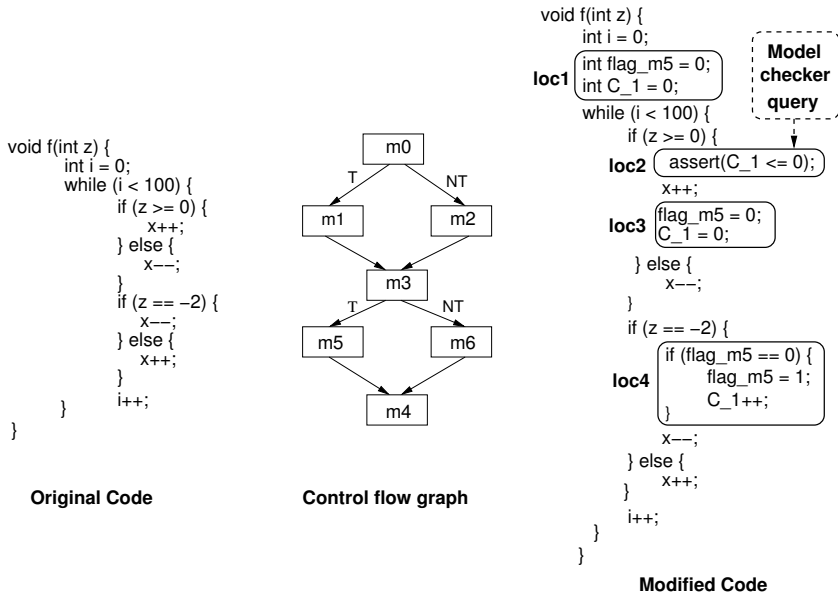 void f(int z) {
int i = 0;
while (i < 100) {
if (z >= 0) {
x++;
} else {
x−−;
}
if (z == −2) {
x−−;
} else {
x++;
}
i++;
}
}
Original Code
m0
T NT
m1 m2
m3
T NT
m5 m6
m4
Control flow graph
void f(int z) {
int i = 0;
loc1 int flag_m5 = 0;
int C_1 = 0;
while (i < 100) {
if (z >= 0) {
loc2 assert(C_1 <= 0);
x++;
loc3 flag_m5 = 0;
C_1 = 0;
} else {
x−−;
}
if (z == −2) {
loc4 if (flag_m5 == 0) {
flag_m5 = 1;
C_1++;
}
x−−;
} else {
x++;
}
i++;
}
}
Modified Code
Model
checker
query